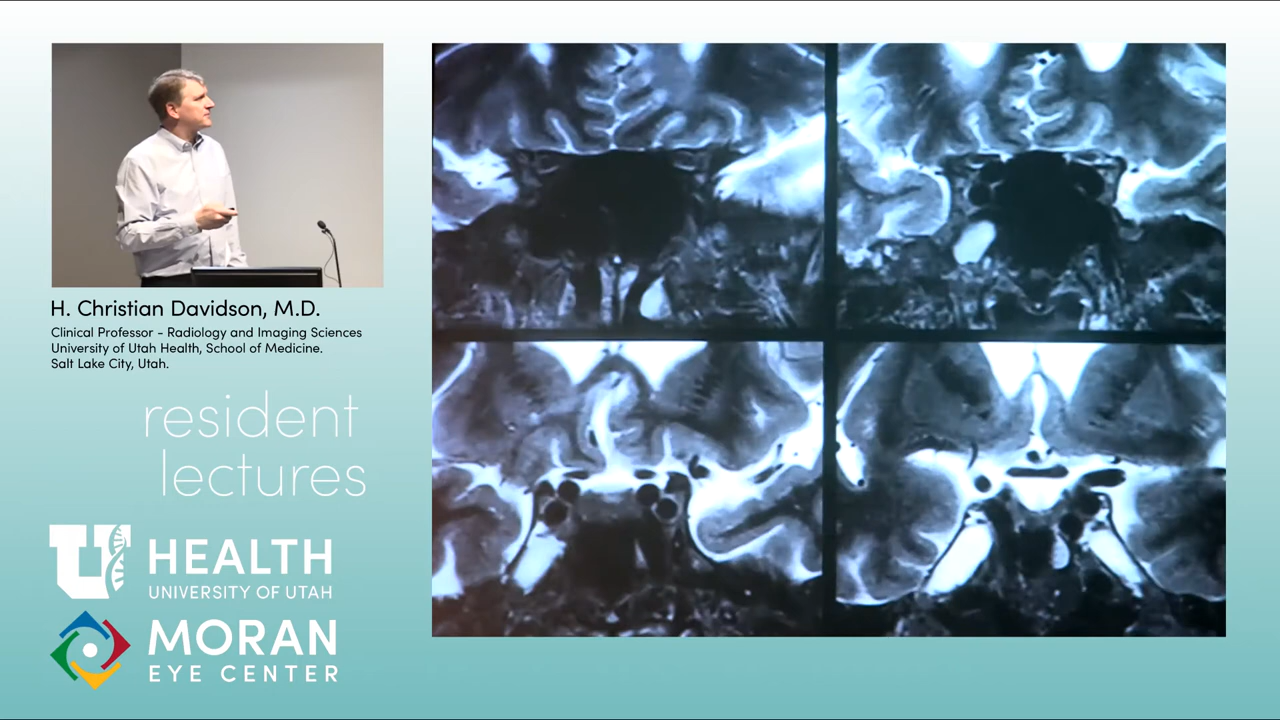 H. Christian Davidson, M.D.
Clinical Professor - Radiology and Imaging Sciences
University of Utah Health, School of Medicine.
Salt Lake City, Utah.
resident
lectures
U HEALTH
UNIVERSITY OF UTAH
MORAN
EYE CENTER